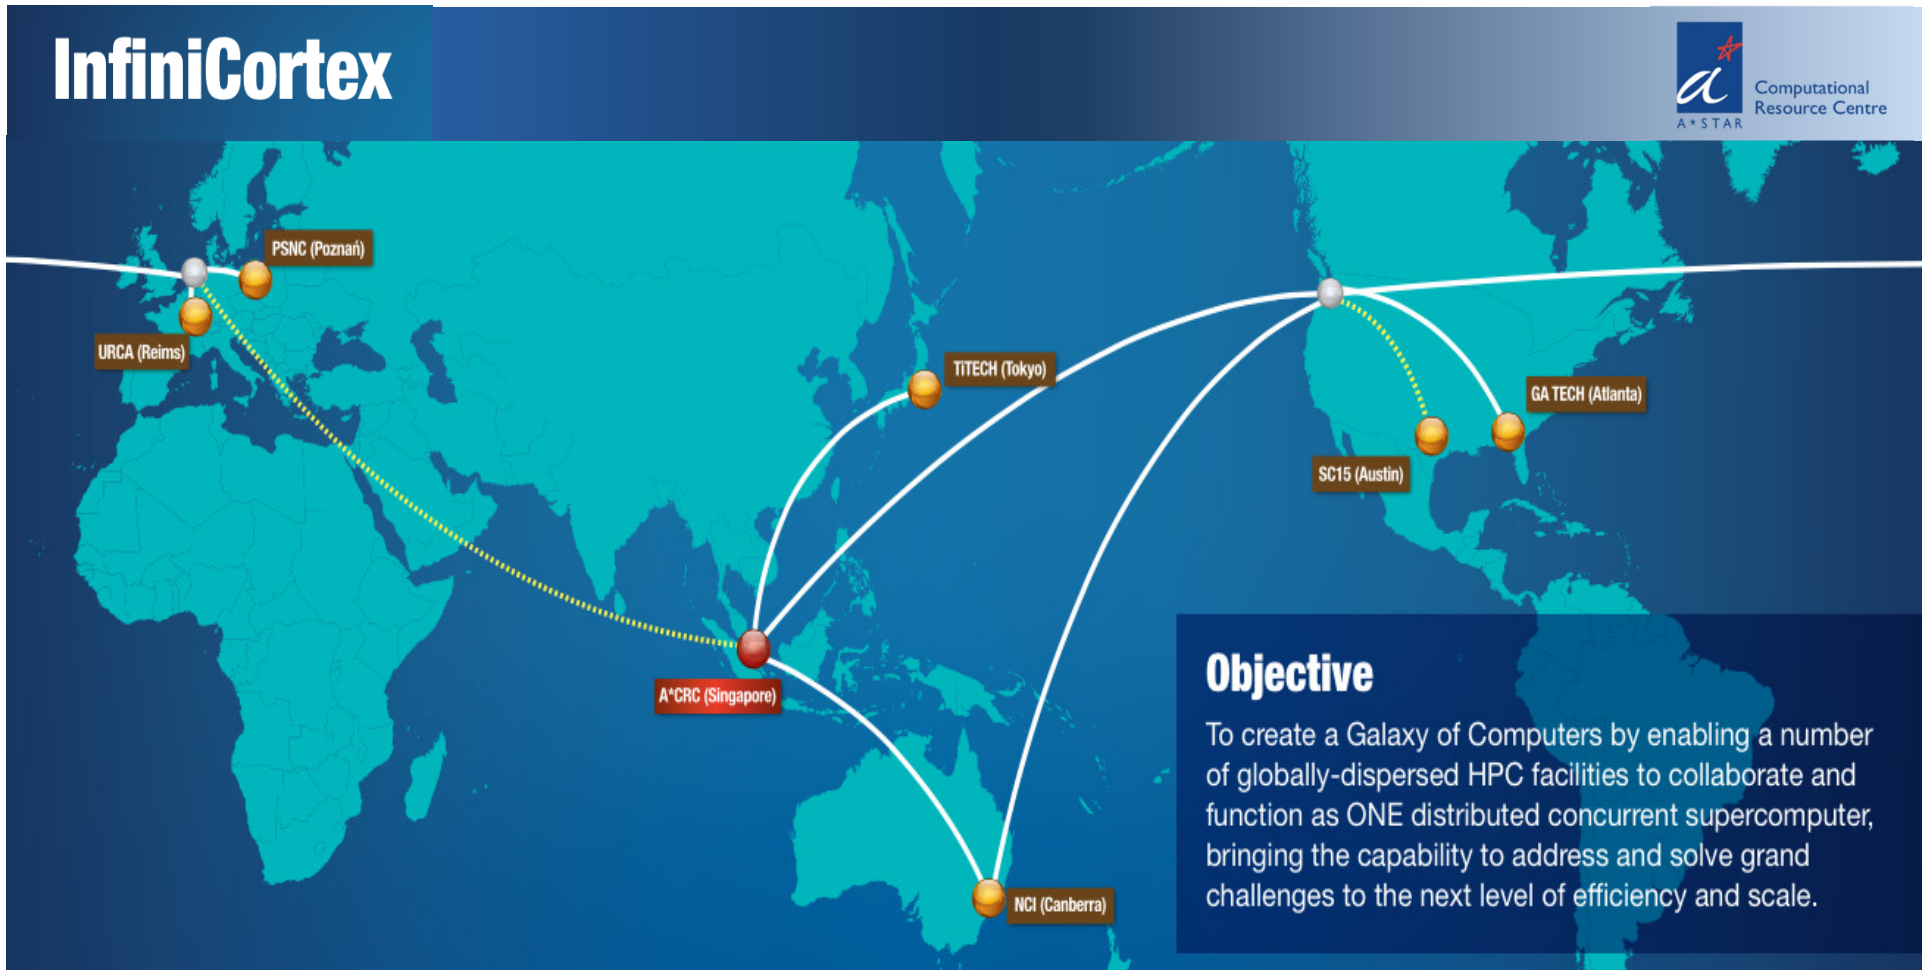 InfiniCortex
a
Computational
Resource Centre
A*STAR
PSNC (Poznań)
URCA (Reims)
TiTECH (Tokyo)
GA TECH (Atlanta)
SC15 (Austin)
A*CRC (Singapore)
NCI (Canberra)
Objective
To create a Galaxy of Computers by enabling a number
of globally-dispersed HPC facilities to collaborate and
function as ONE distributed concurrent supercomputer,
bringing the capability to address and solve grand
challenges to the next level of efficiency and scale.